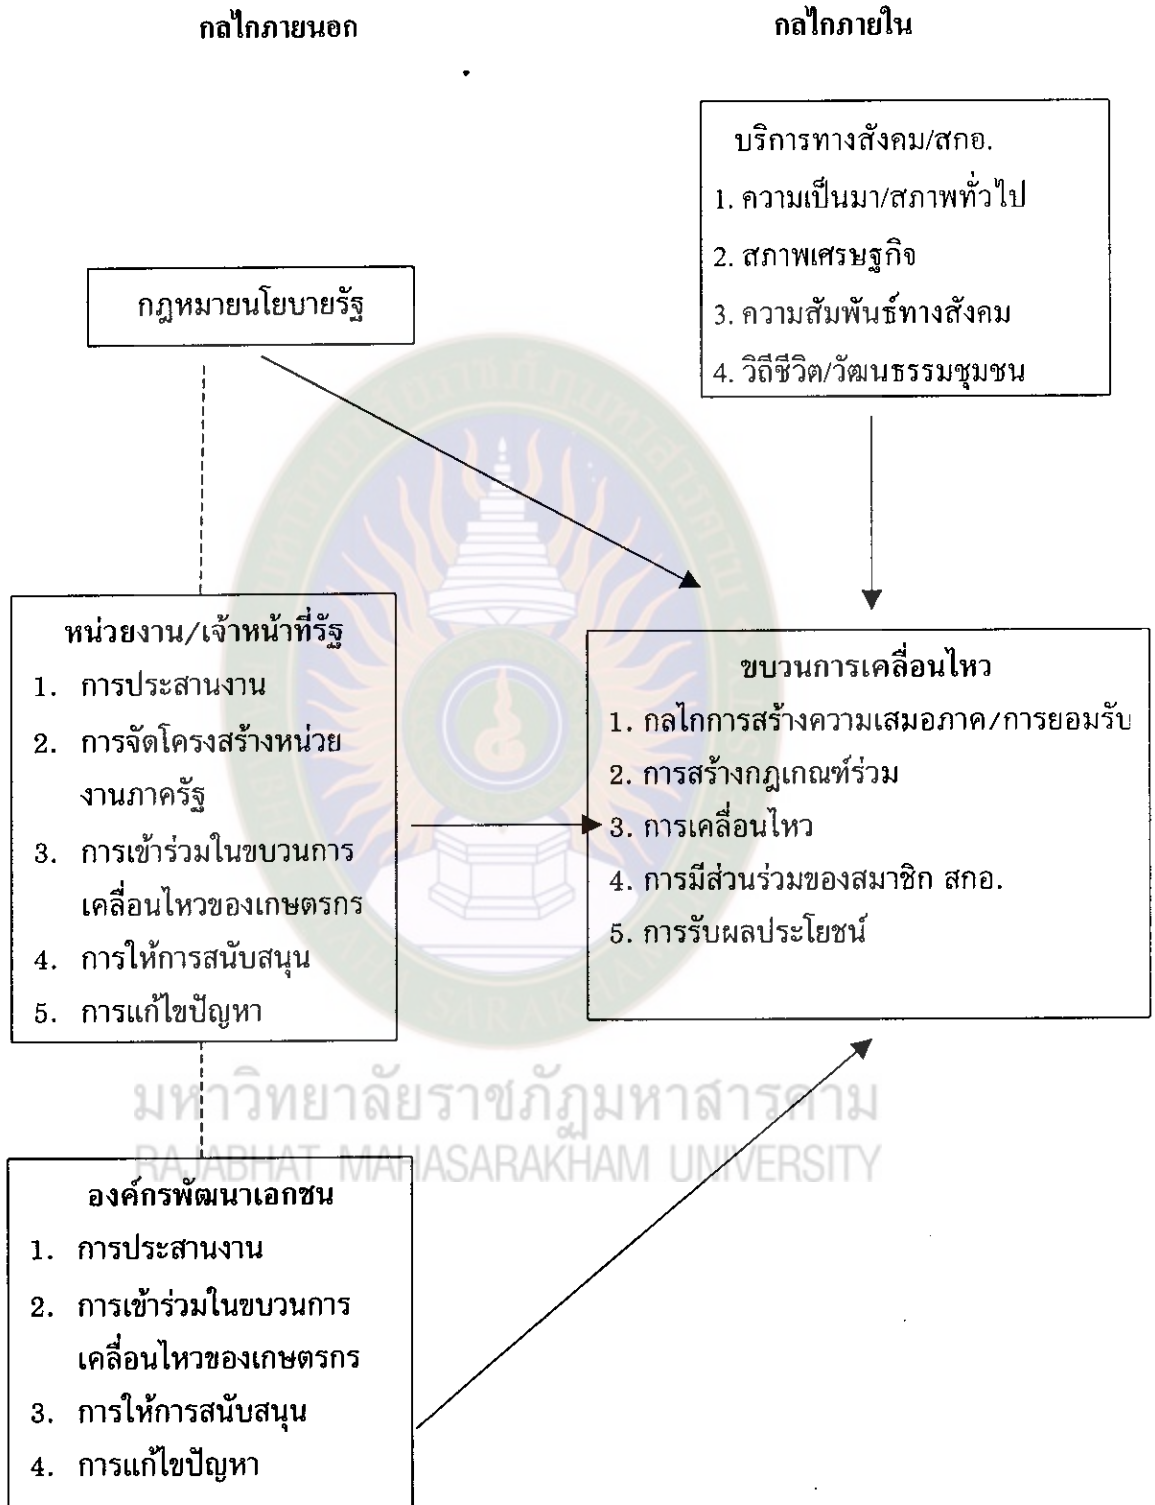 กลไกภายนอก
กลไกภายใน
บริการทางสังคม/สกอ.
1. ความเป็นมา/สภาพทั่วไป
2. สภาพเศรษฐกิจ
3. ความสัมพันธ์ทางสังคม
4. วิถีชีวิต/วัฒนธรรมชุมชน
กฎหมายนโยบายรัฐ
หน่วยงาน/เจ้าหน้าที่รัฐ
1. การประสานงาน
2. การจัดโครงสร้างหน่วย
งานภาครัฐ
3. การเข้าร่วมในขบวนการ
เคลื่อนไหวของเกษตรกร
4. การให้การสนับสนุน
5. การแก้ไขปัญหา
ขบวนการเคลื่อนไหว
1. กลไกการสร้างความเสมอภาค/การยอมรับ
2. การสร้างกฎเกณฑ์ร่วม
3. การเคลื่อนไหว
4. การมีส่วนร่วมของสมาชิก สกอ.
5. การรับผลประโยชน์
มหาวิทยาลัยราชภัฏมหาสารคาม
RAJABHAT MAHASARAKHAM UNIVERSITY
องค์กรพัฒนาเอกชน
1. การประสานงาน
2. การเข้าร่วมในขบวนการ
เคลื่อนไหวของเกษตรกร
3. การให้การสนับสนุน
4. การแก้ไขปัญหา